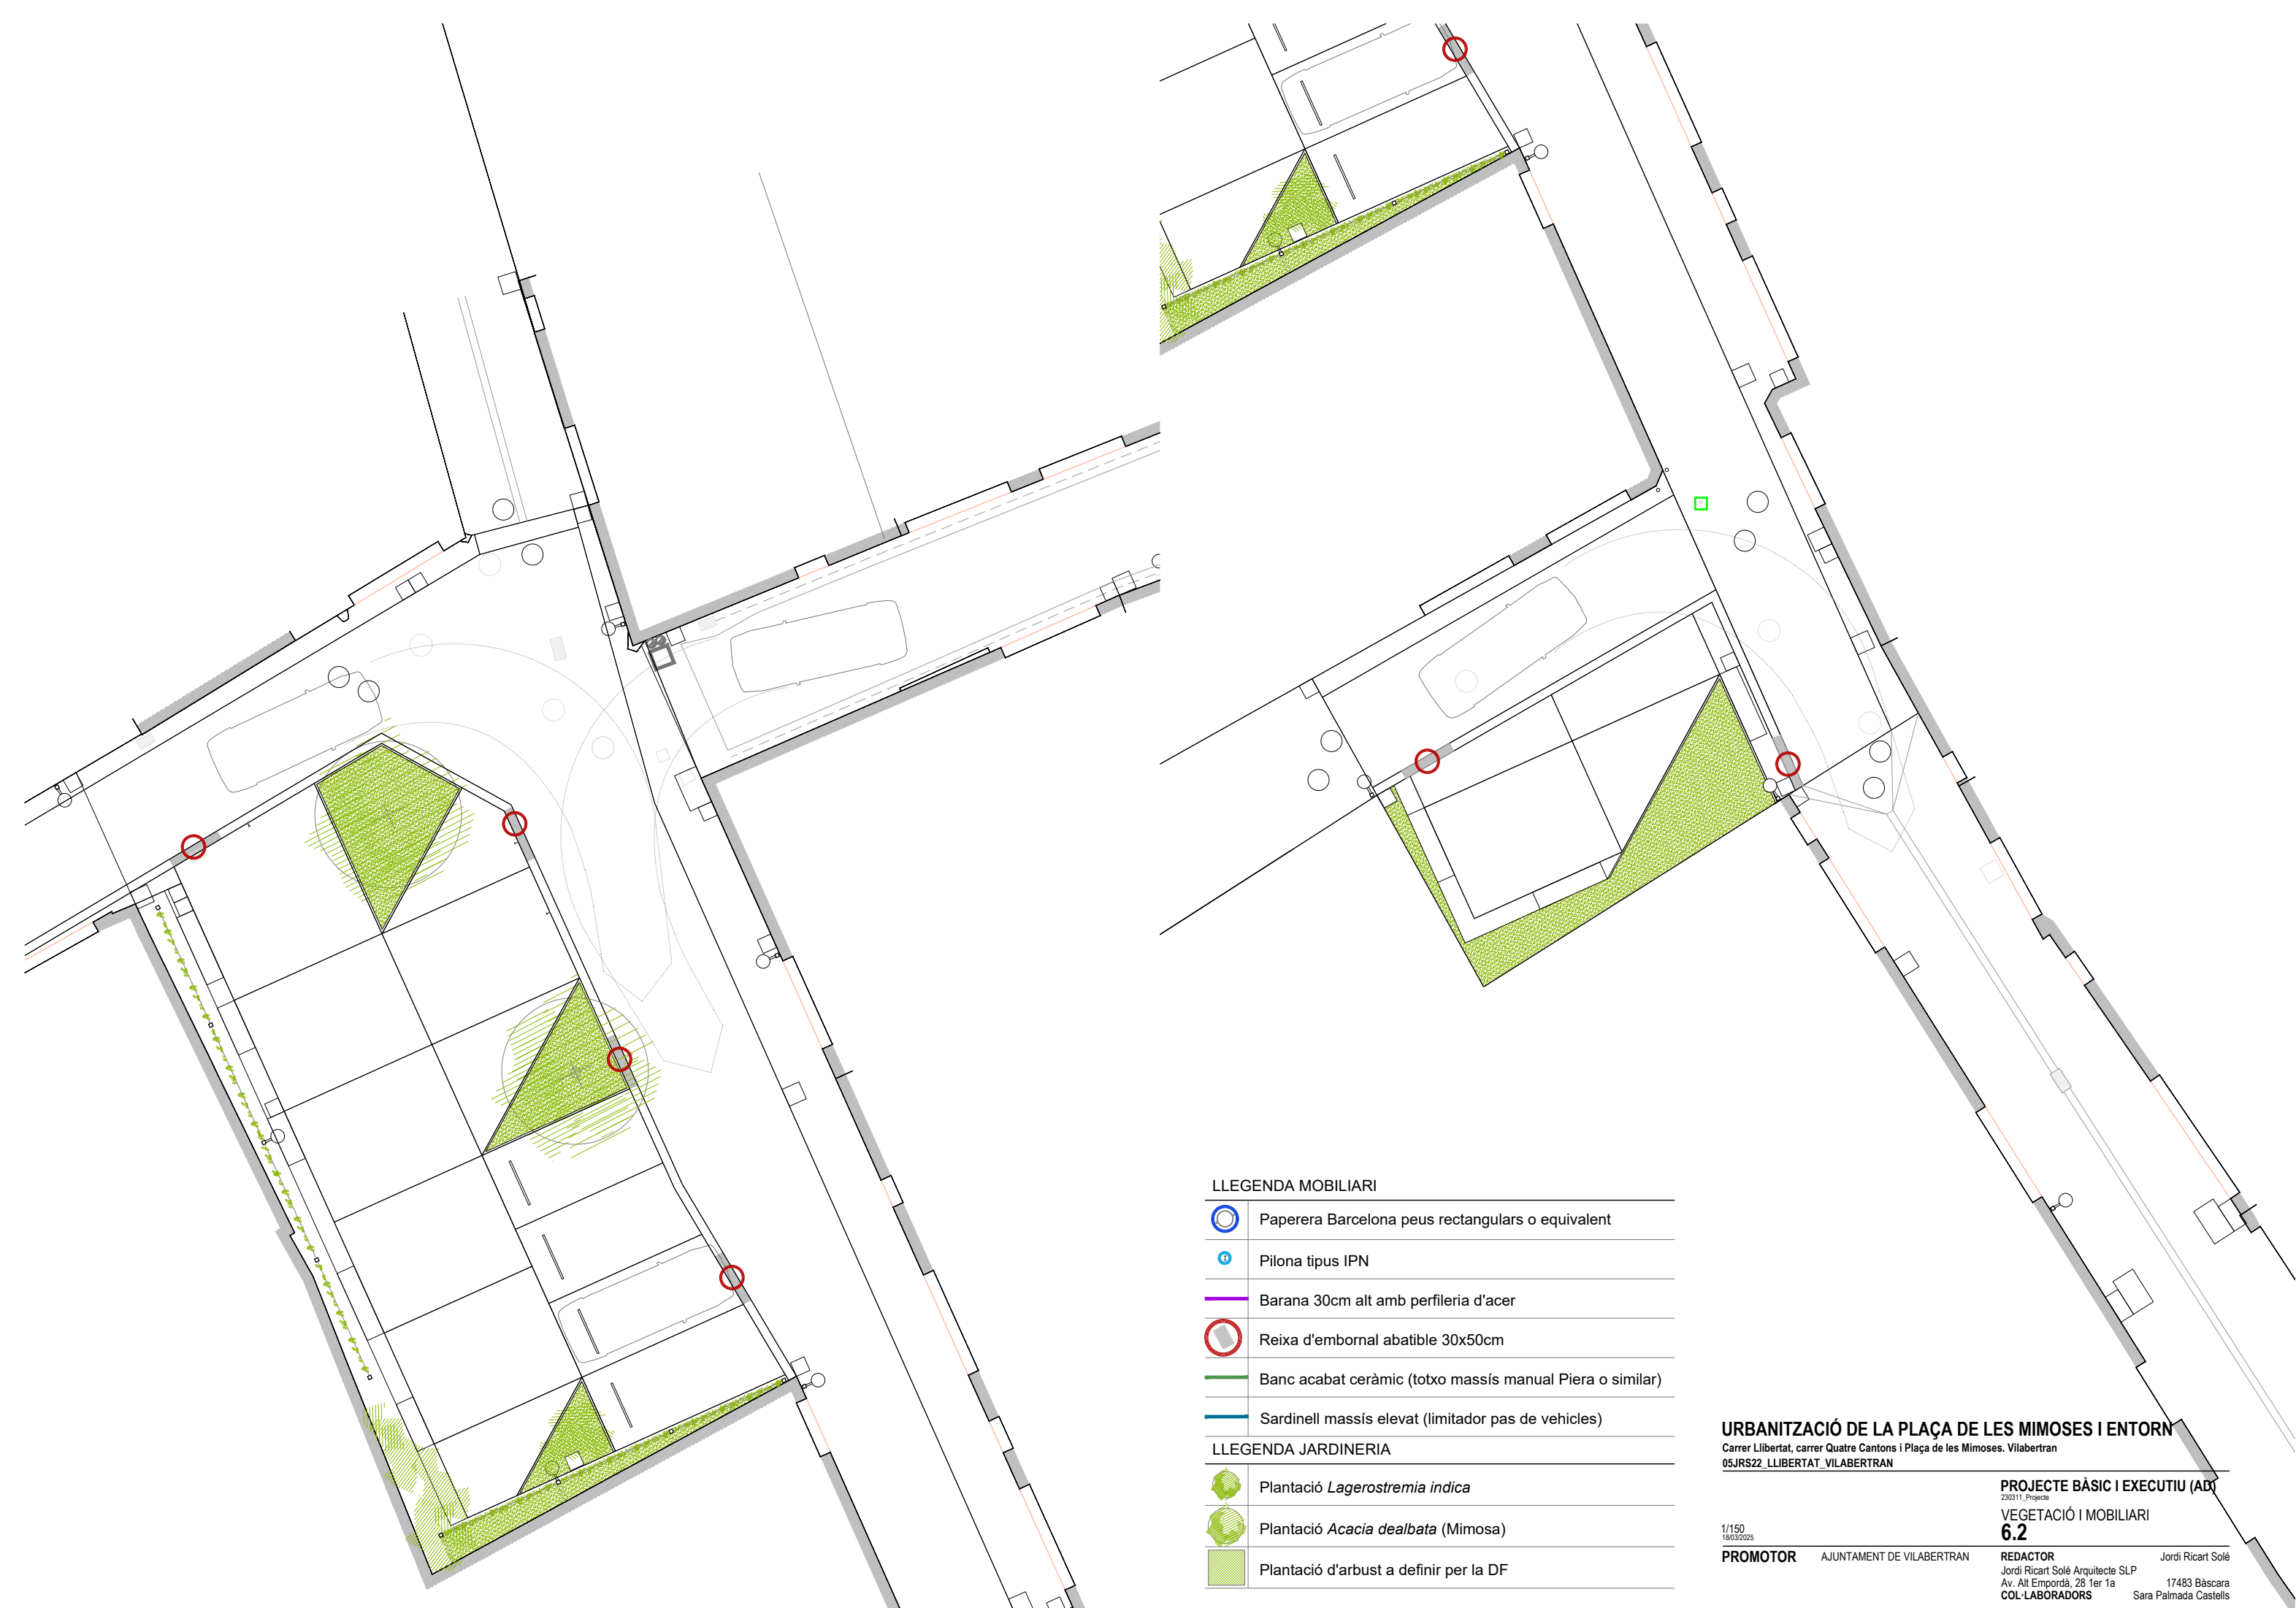 LLEGENDA MOBILIARI
Paperera Barcelona peus rectangulars o equivalent
Pilona tipus IPN
Barana 30cm alt amb perfileria d'acer
Reixa d'embornal abatible 30x50cm
Banc acabat ceràmic (totxo massís manual Piera o similar)
Sardinell massís elevat (limitador pas de vehicles)
LLEGENDA JARDINERIA
Plantació Lagerostremia indica
Plantació Acacia dealbata (Mimosa)
Plantació d'arbust a definir per la DF
URBANITZACIÓ DE LA PLAÇA DE LES MIMOSES I ENTORN
Carrer Llibertat, carrer Quatre Cantons i Plaça de les Mimoses. Vilabertran
05JRS22_LLIBERTAT_VILABERTRAN
PROJECTE BÀSIC I EXECUTIU (AD)
230311_Projecte
VEGETACIÓ I MOBILIARI
1/150
6.2
18/03/2025
PROMOTOR AJUNTAMENT DE VILABERTRAN
REDACTOR Jordi Ricart Solé
Jordi Ricart Solé Arquitecte SLP
Av. Alt Empordà, 28 1er 1a 17483 Bàscara
COL·LABORADORS Sara Palmada Castells